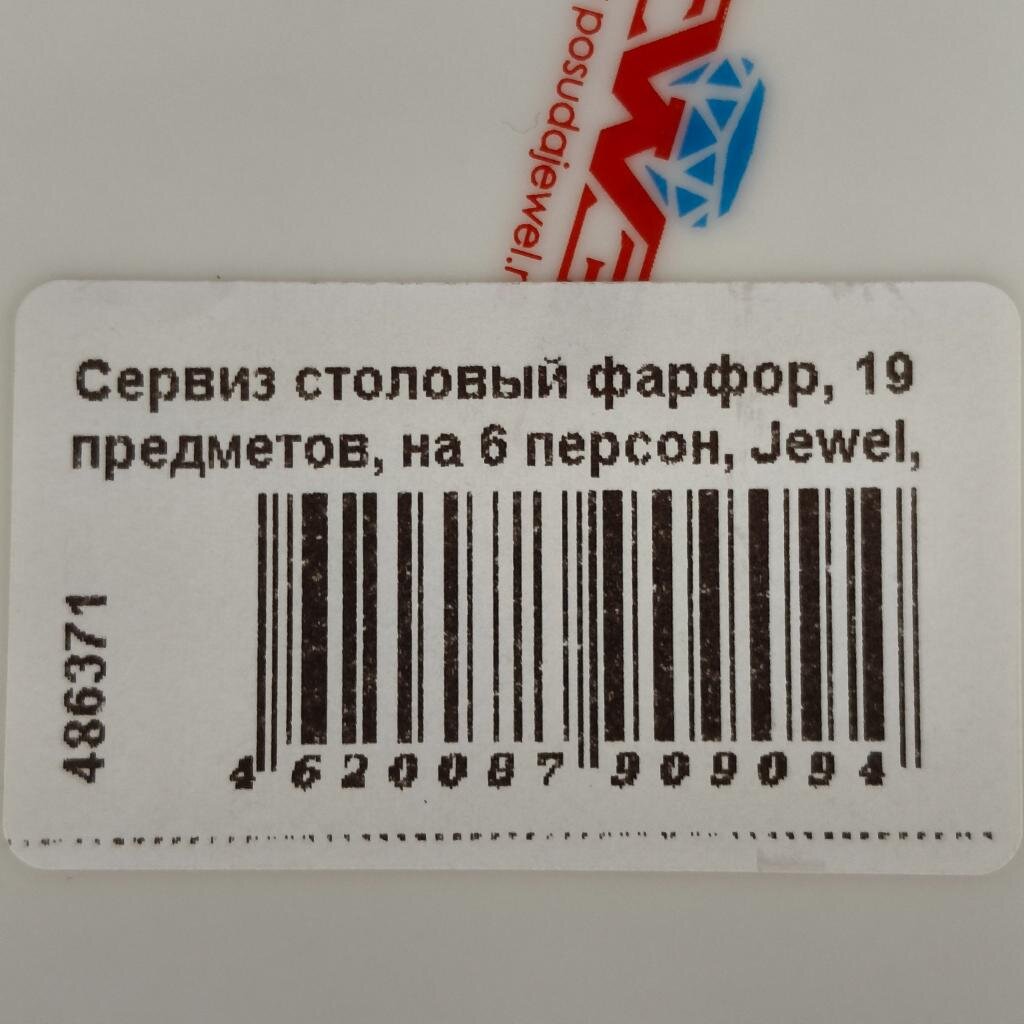 posudajewel.r
Сервиз столовый фарфор, 19
предметов, на 6 персон, Jewel,
486371
4 620087 909094